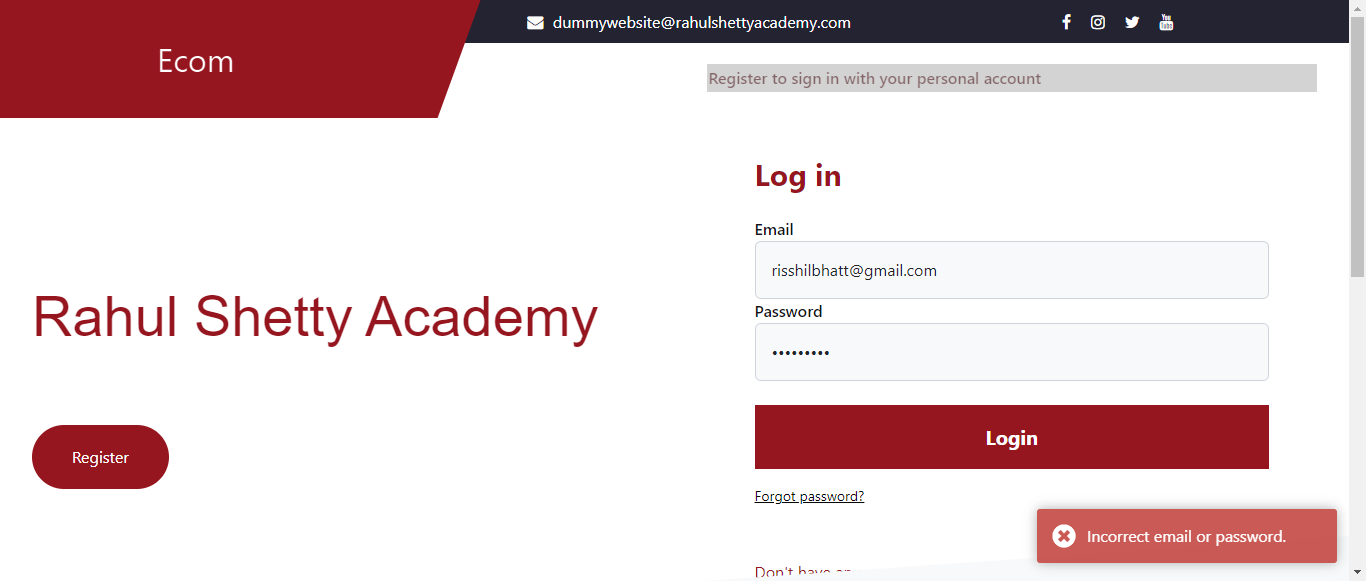 dummywebsite@rahulshettyacademy.com
Ecom
Register to sign in with your personal account
Log in
Email
risshilbhatt@gmail.com
Password
•••••••••
Rahul Shetty Academy
Login
Register
Forgot password?
Incorrect email or password.
Don't have an